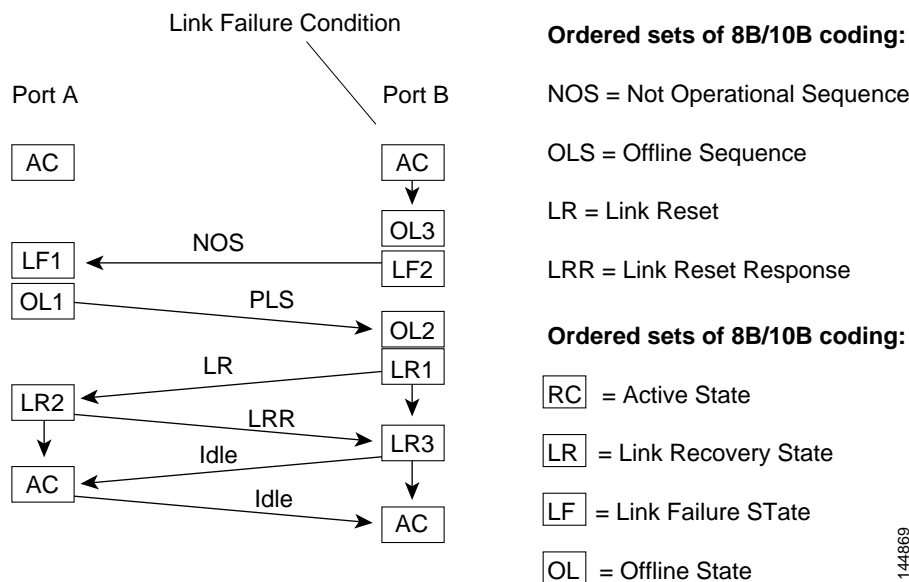 Link Failure Condition
Port A
Port B
AC
AC
OL3
NOS
LF1
LF2
OL1
PLS
OL2
LR
LR1
LR2
LRR
LR3
Idle
AC
Idle
AC
Ordered sets of 8B/10B coding:
NOS = Not Operational Sequence
OLS = Offline Sequence
LR = Link Reset
LRR = Link Reset Response
Ordered sets of 8B/10B coding:
RC = Active State
LR = Link Recovery State
LF = Link Failure STate
OL = Offline State
144869